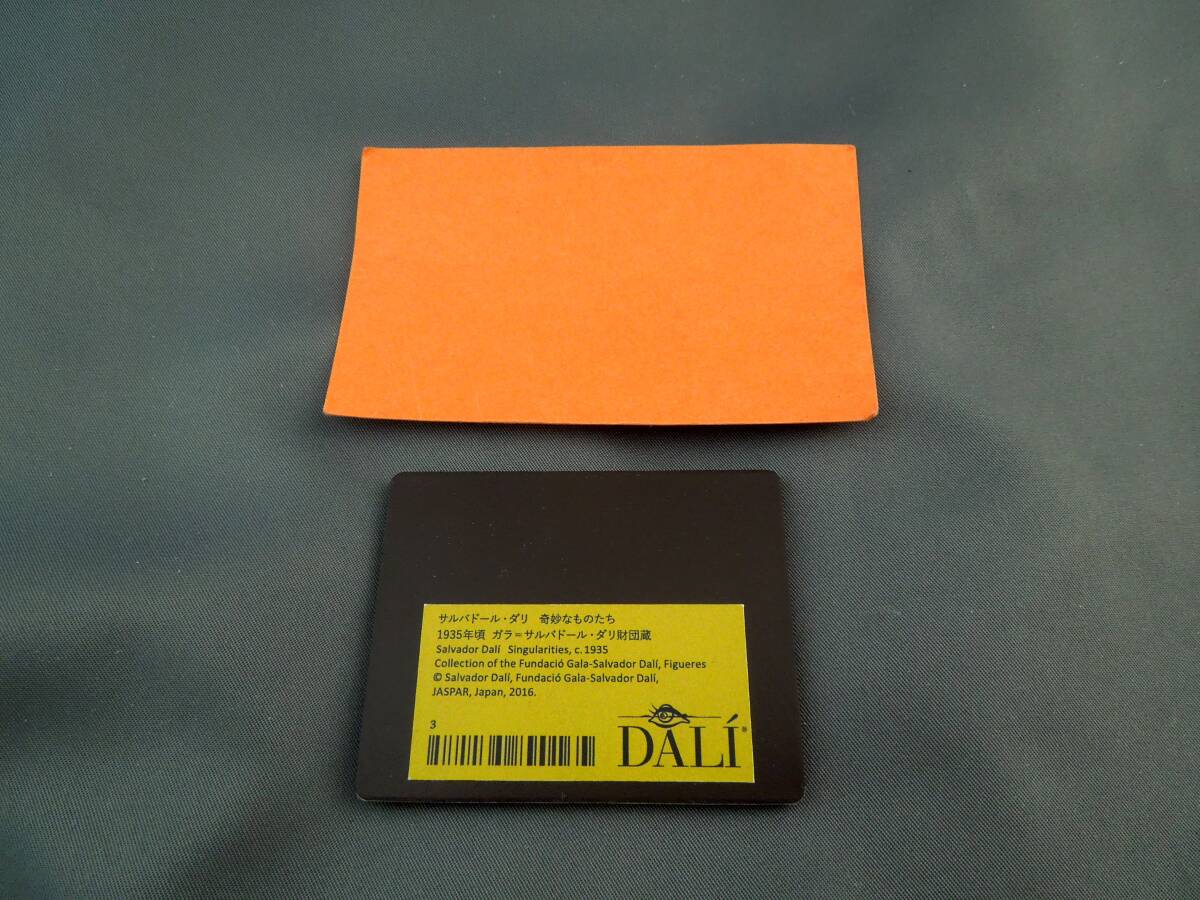 サルバドール・ダリ　奇妙なものたち
1935年頃 ガラ＝サルバドール・ダリ財団蔵
Salvador Dalí Singularities, c. 1935
Collection of the Fundació Gala-Salvador Dalí, Figueres
© Salvador Dalí, Fundació Gala-Salvador Dalí,
JASPAR, Japan, 2016.
3
DALÍ®